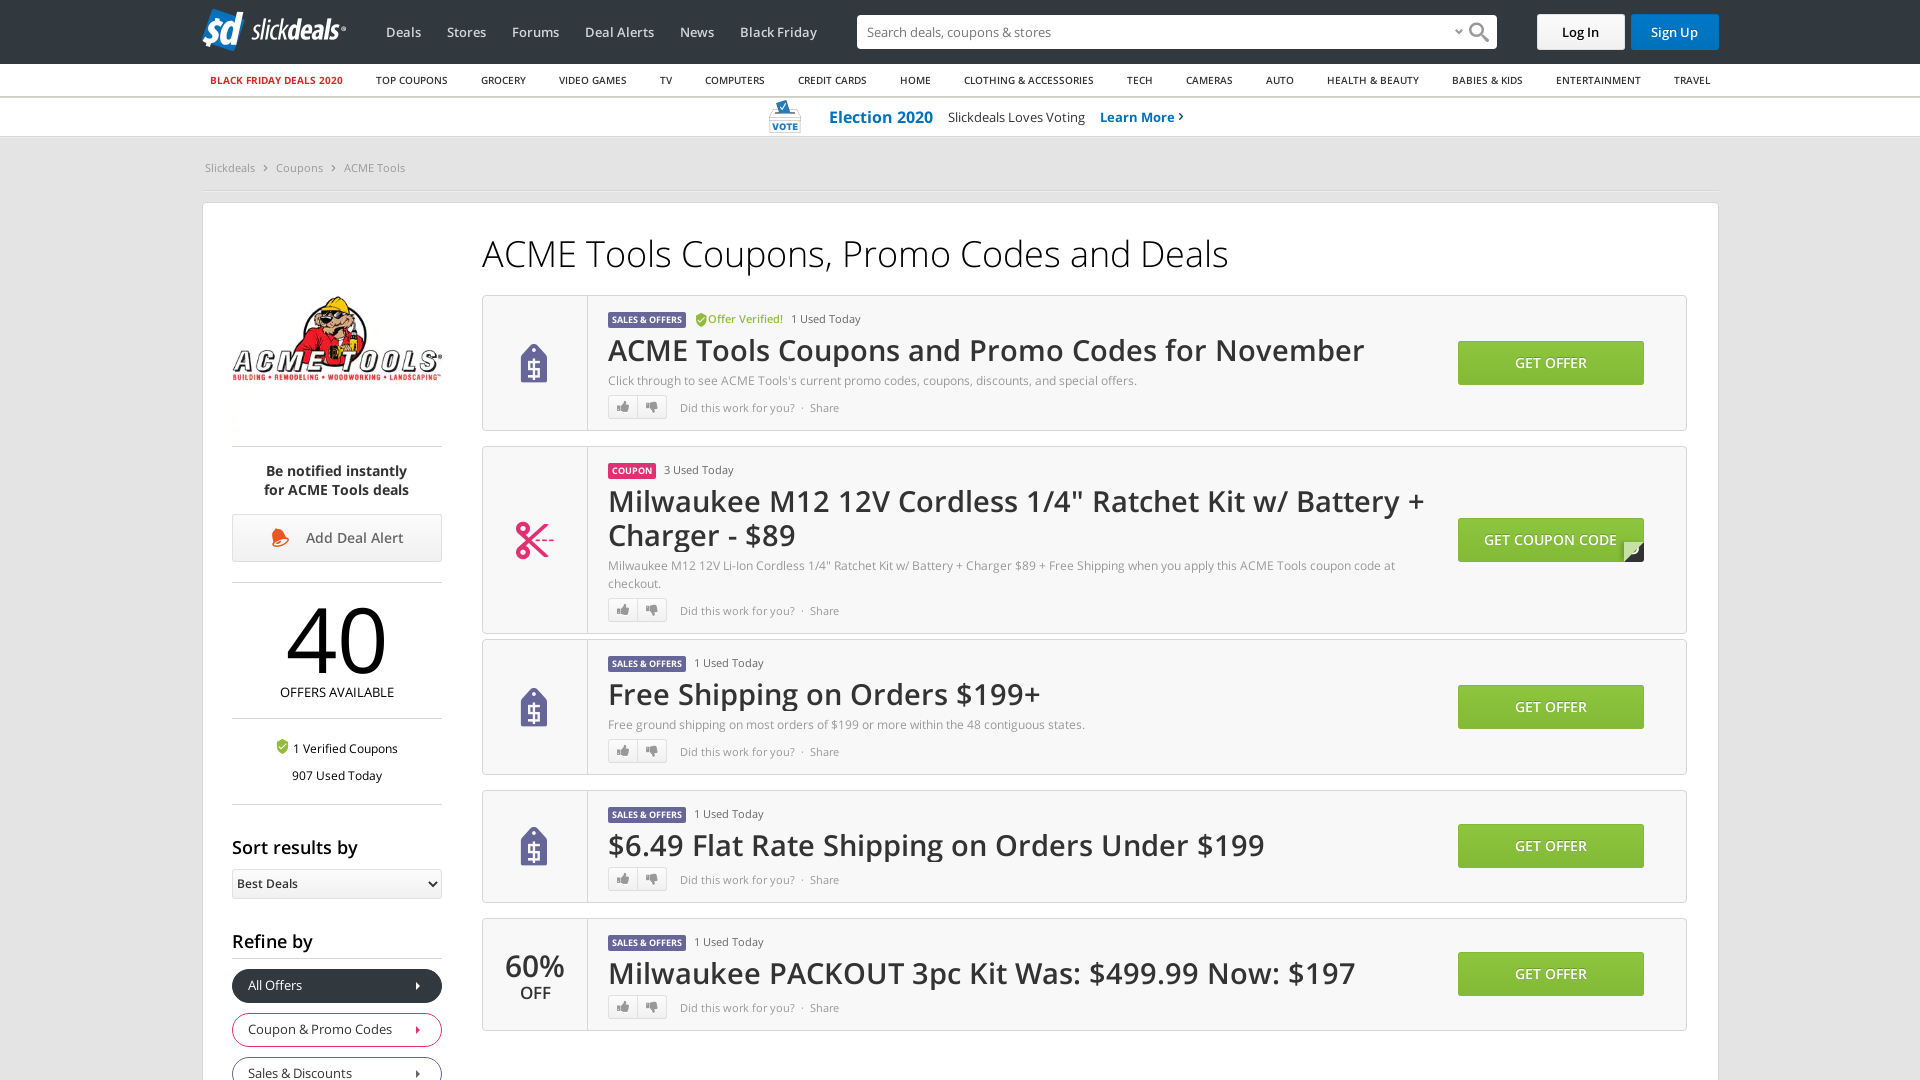 slickdeals
Deals
Stores
Forums
Deal Alerts
News
Black Friday
Search deals, coupons & stores
Log In
Sign Up
BLACK FRIDAY DEALS 2020
TOP COUPONS
GROCERY
VIDEO GAMES
TV
COMPUTERS
CREDIT CARDS
HOME
CLOTHING & ACCESSORIES
TECH
CAMERAS
AUTO
HEALTH & BEAUTY
BABIES & KIDS
ENTERTAINMENT
TRAVEL
VOTE
Election 2020
Slickdeals Loves Voting
Learn More
Slickdeals > Coupons > ACME Tools
ACME TOOLS
BUILDING • REMODELING • WOODWORKING • LANDSCAPING
Be notified instantly
for ACME Tools deals
Add Deal Alert
40
OFFERS AVAILABLE
1 Verified Coupons
907 Used Today
Sort results by
Best Deals
Refine by
All Offers
Coupon & Promo Codes
Sales & Discounts
ACME Tools Coupons, Promo Codes and Deals
SALES & OFFERS Offer Verified! 1 Used Today
ACME Tools Coupons and Promo Codes for November
Click through to see ACME Tools's current promo codes, coupons, discounts, and special offers.
Did this work for you? · Share
GET OFFER
COUPON 3 Used Today
Milwaukee M12 12V Cordless 1/4" Ratchet Kit w/ Battery +
Charger - $89
Milwaukee M12 12V Li-Ion Cordless 1/4" Ratchet Kit w/ Battery + Charger $89 + Free Shipping when you apply this ACME Tools coupon code at
checkout.
Did this work for you? · Share
GET COUPON CODE
SALES & OFFERS 1 Used Today
Free Shipping on Orders $199+
Free ground shipping on most orders of $199 or more within the 48 contiguous states.
Did this work for you? · Share
GET OFFER
SALES & OFFERS 1 Used Today
$6.49 Flat Rate Shipping on Orders Under $199
Did this work for you? · Share
GET OFFER
60%
OFF
SALES & OFFERS 1 Used Today
Milwaukee PACKOUT 3pc Kit Was: $499.99 Now: $197
Did this work for you? · Share
GET OFFER